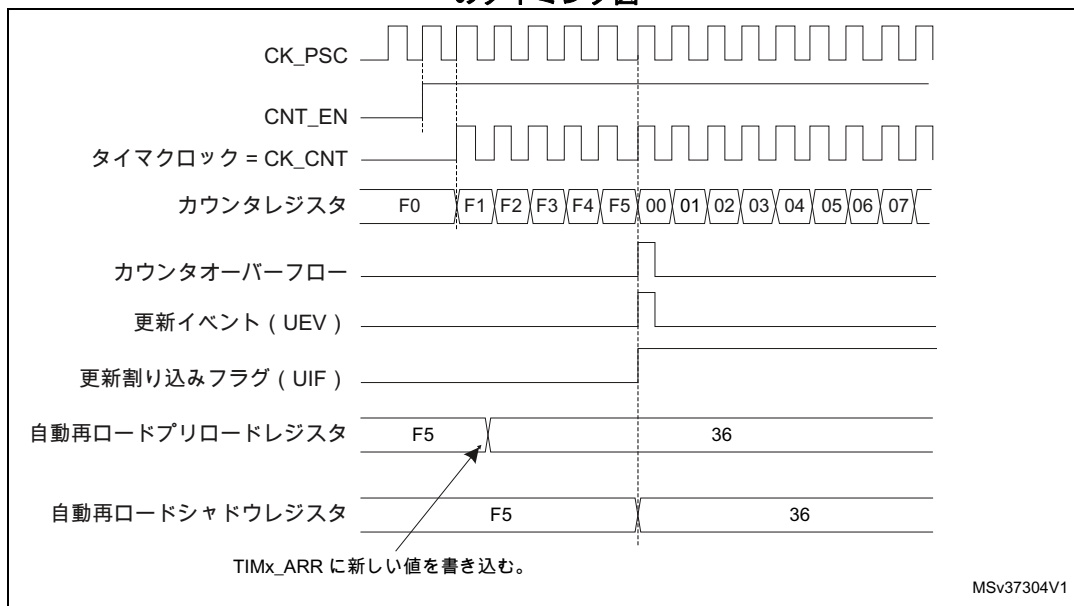 のタイミング図
CK_PSC
CNT_EN
タイマクロック = CK_CNT
カウンタレジスタ F0 F1 F2 F3 F4 F5 00 01 02 03 04 05 06 07
カウンタオーバーフロー
更新イベント ( UEV )
更新割り込みフラグ ( UIF )
自動再ロードプリロードレジスタ F5 36
自動再ロードシャドウレジスタ F5 36
TIMx_ARR に新しい値を書き込む。
MSv37304V1